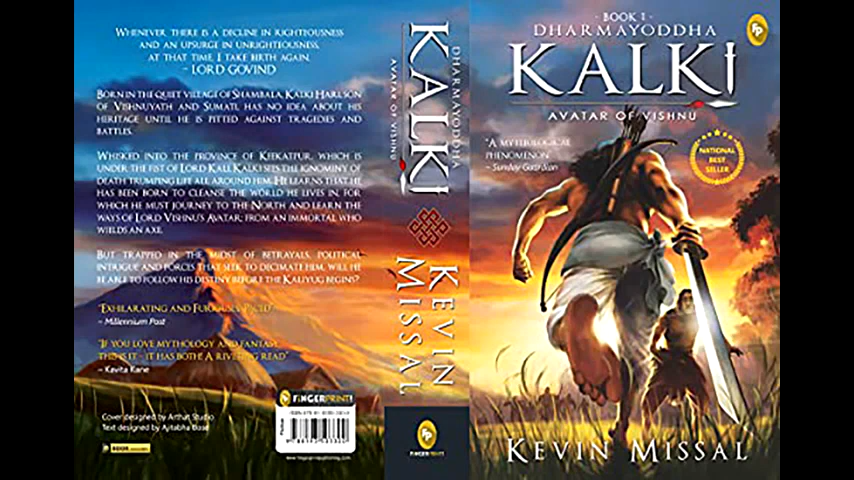 WHENEVER THERE IS A DECLINE IN RIGHTEOUSNESS
AND AN UPSURGE IN UNRIGHTEOUSNESS,
AT THAT TIME, I TAKE BIRTH AGAIN.
~ LORD GOVIND
BORN IN THE QUIET VILLAGE OF SHAMBALA, KALKI HARI, SON
OF VISHNUYATH AND SUMATI, HAS NO IDEA ABOUT HIS
HERITAGE UNTIL HE IS PITTED AGAINST TRAGEDIES AND
BATTLES.
WHISKED INTO THE PROVINCE OF KEEKATPUR, WHICH IS
UNDER THE FIST OF LORD KALI, KALKI SEES THE IGNOMINY OF
DEATH TRUMPING LIFE ALL AROUND HIM. HE LEARNS THAT HE
HAS BEEN BORN TO CLEANSE THE WORLD HE LIVES IN, FOR
WHICH HE MUST JOURNEY TO THE NORTH AND LEARN THE
WAYS OF LORD VISHNU'S AVATAR; FROM AN IMMORTAL WHO
WIELDS AN AXE.
BUT TRAPPED IN THE MIDST OF BETRAYALS, POLITICAL
INTRIGUE AND FORCES THAT SEEK TO DECIMATE HIM, WILL HE
BE ABLE TO FOLLOW HIS DESTINY BEFORE THE KALIYUG BEGINS?
"EXHILARATING AND FURIOUSLY PACED"
~ Millennium Post
"IF YOU LOVE MYTHOLOGY AND FANTASY,
THIS IS IT - IT HAS BOTH! A RIVETING READ"
~ Kavita Kane
Cover designed by Arthat Studio
Text designed by Ajitabha Bose
FP FiNGERPRINT!
DHARMAYODDHA
KALKI
AVATAR OF VISHNU
KEVIN MISSAL
FP
FiNGERPRINT!
- BOOK 1 -
DHARMAYODDHA
KALKI
AVATAR OF VISHNU
FP
"A MYTHOLOGICAL
PHENOMENON"
~ Sunday Guardian
NATIONAL
BEST
SELLER
KEVIN MISSAL